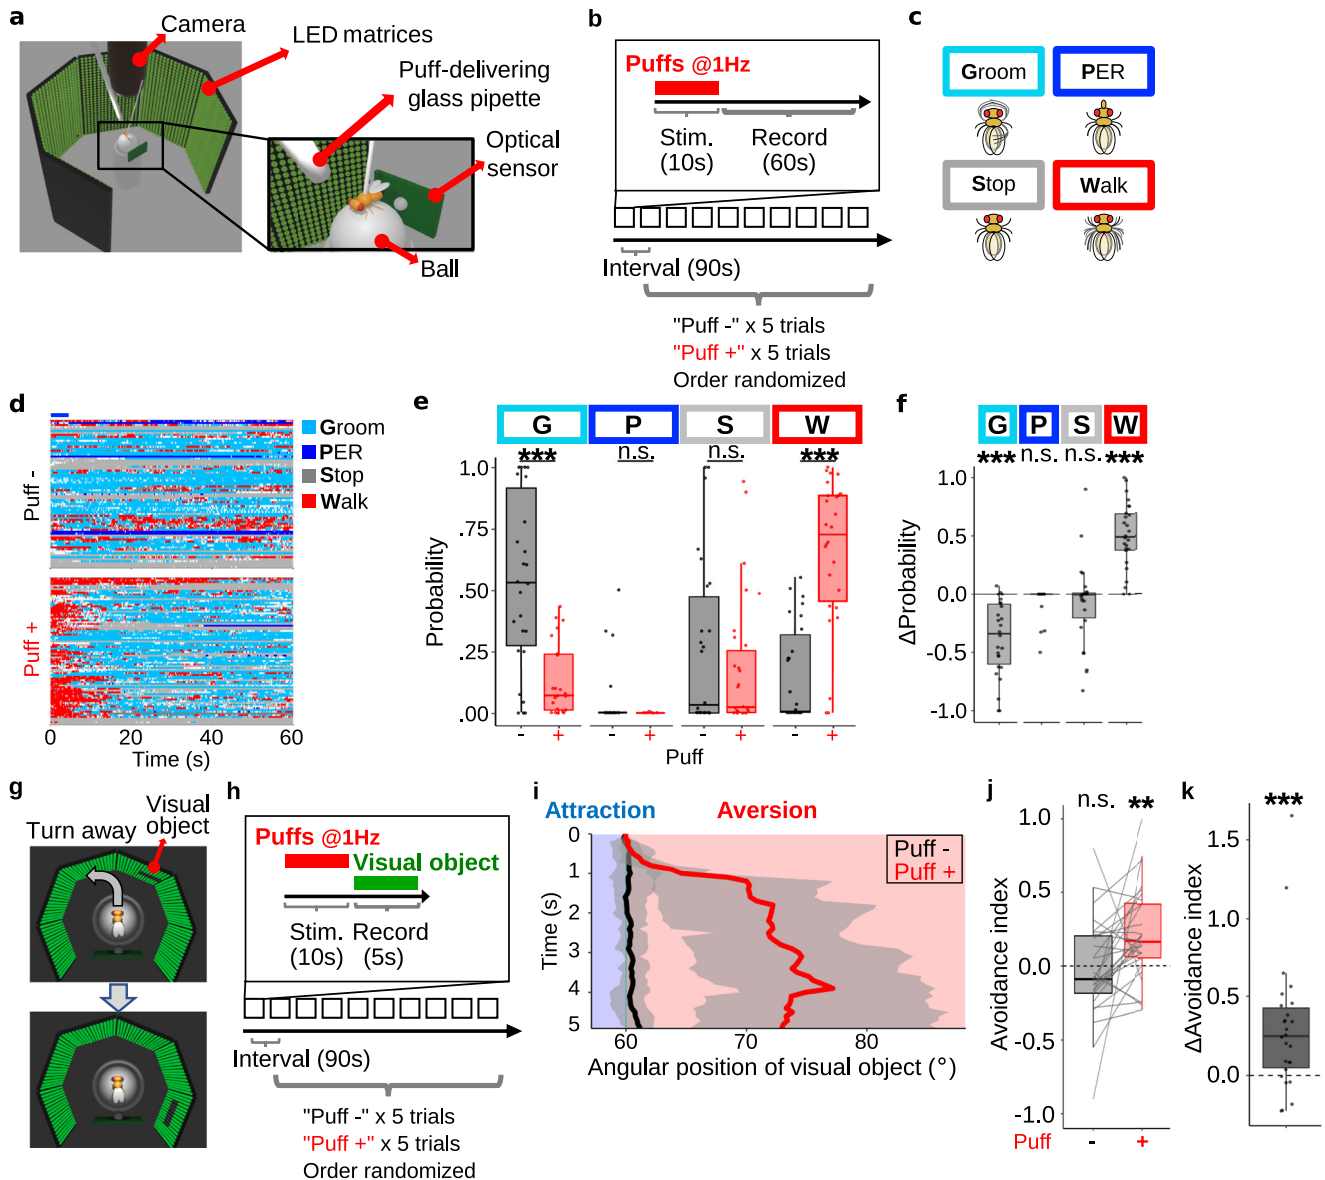 a
Camera
LED matrices
Puff-delivering
glass pipette
Optical
sensor
Ball
b
Puffs @1Hz
Stim.
(10s)
Record
(60s)
Interval (90s)
"Puff -" x 5 trials
"Puff +" x 5 trials
Order randomized
c
Groom
PER
Stop
Walk
d
Puff -
Puff +
Groom
PER
Stop
Walk
0
20
40
60
Time (s)
e
G
P
S
W
***
n.s.
n.s.
***
Probability
1.0
.75
.50
.25
.00
- + - + - + - +
Puff
f
G
P
S
W
***
n.s.
n.s.
***
ΔProbability
1.0
0.5
0.0
-0.5
-1.0
g
Visual
object
Turn away
h
Puffs @1Hz
Visual object
Stim.
(10s)
Record
(5s)
Interval (90s)
"Puff -" x 5 trials
"Puff +" x 5 trials
Order randomized
i
Attraction
Aversion
Puff -
Puff +
Time (s)
0
1
2
3
4
5
60
70
80
Angular position of visual object (°)
j
n.s.
**
Avoidance index
1.0
0.5
0.0
-0.5
-1.0
Puff - +
k
***
ΔAvoidance index
1.5
1.0
0.5
0.0